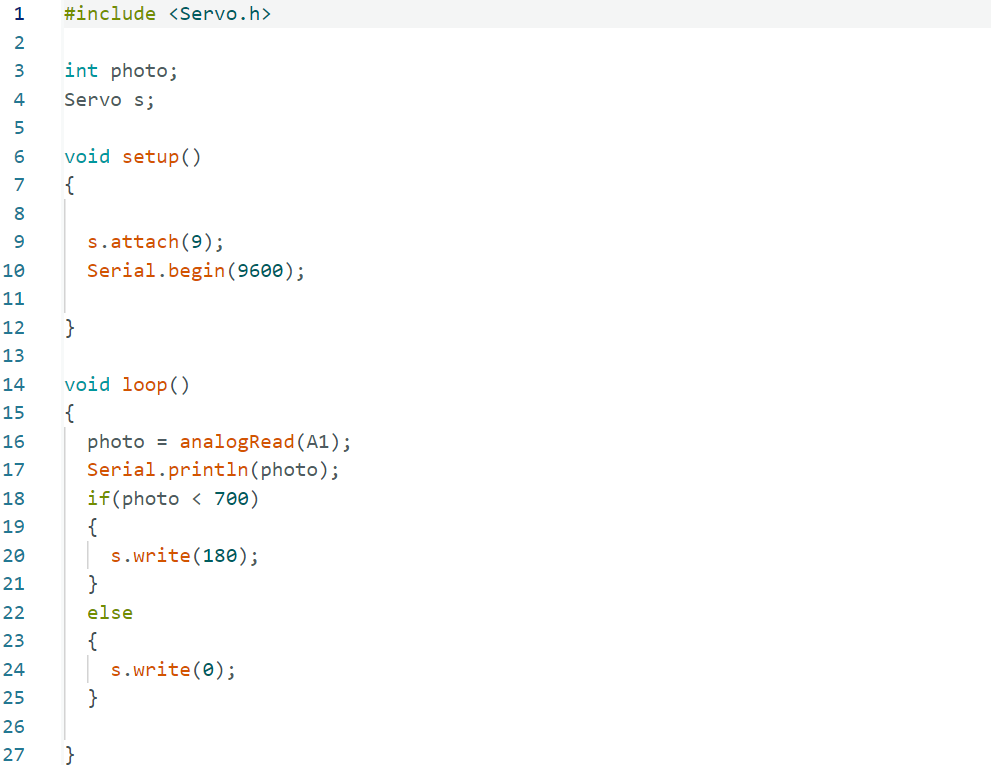 1 #include <Servo.h>
2
3 int photo;
4 Servo s;
5
6 void setup()
7 {
8
9   s.attach(9);
10   Serial.begin(9600);
11
12 }
13
14 void loop()
15 {
16   photo = analogRead(A1);
17   Serial.println(photo);
18   if(photo < 700)
19   {
20     s.write(180);
21   }
22   else
23   {
24     s.write(0);
25   }
26
27 }